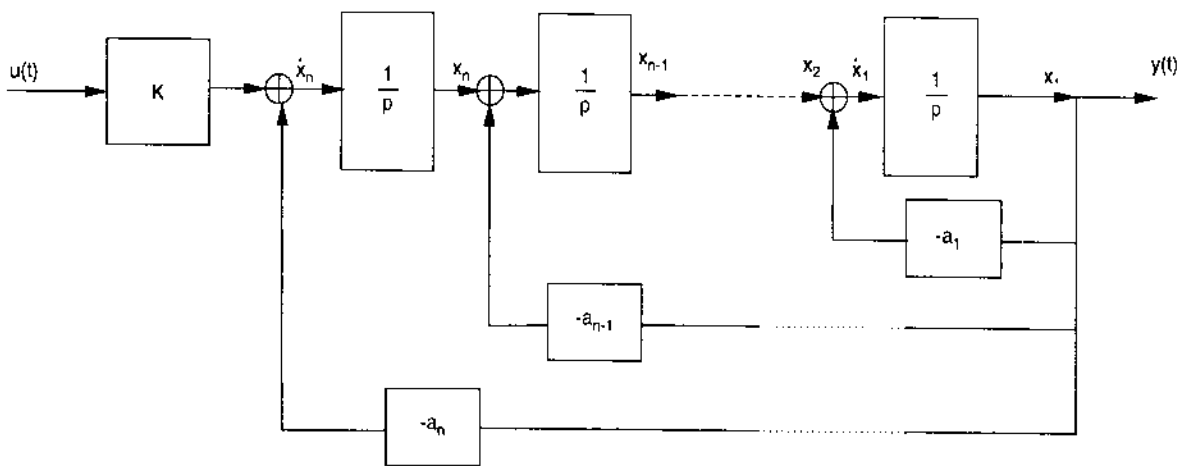 u(t)
K
ẋₙ
1
p
xₙ
1
p
xₙ₋₁
x₂
ẋ₁
1
p
x₁
y(t)
-a₁
-aₙ₋₁
-aₙ